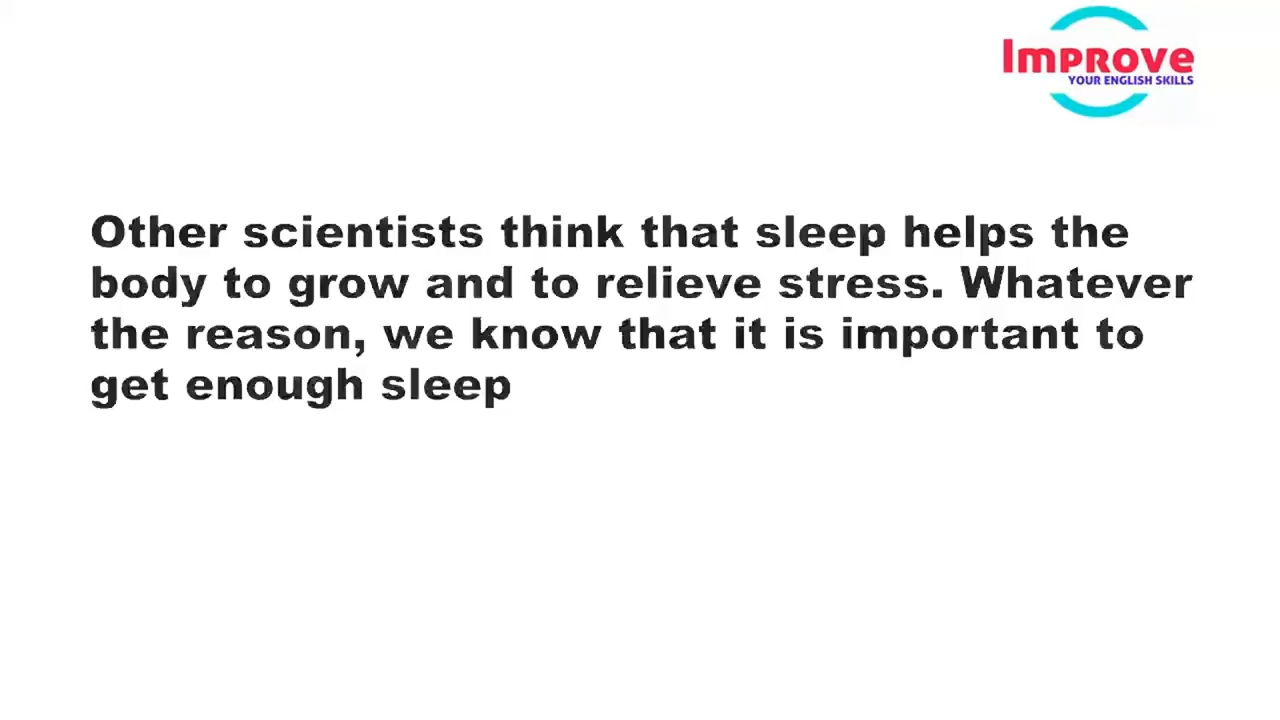 Improve
YOUR ENGLISH SKILLS
Other scientists think that sleep helps the
body to grow and to relieve stress. Whatever
the reason, we know that it is important to
get enough sleep